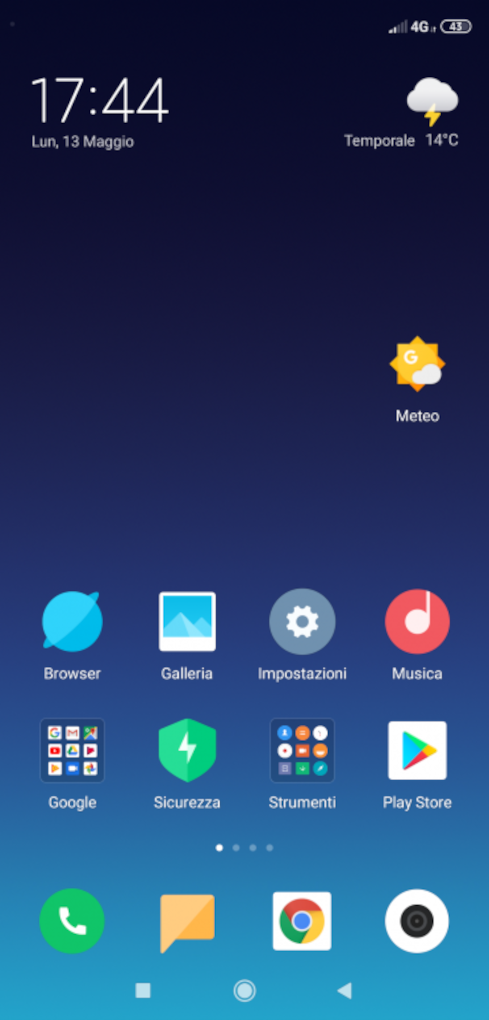 4G
43
17:44
Lun, 13 Maggio
Temporale 14°C
G
Meteo
Browser
Galleria
Impostazioni
Musica
Google
Sicurezza
Strumenti
Play Store